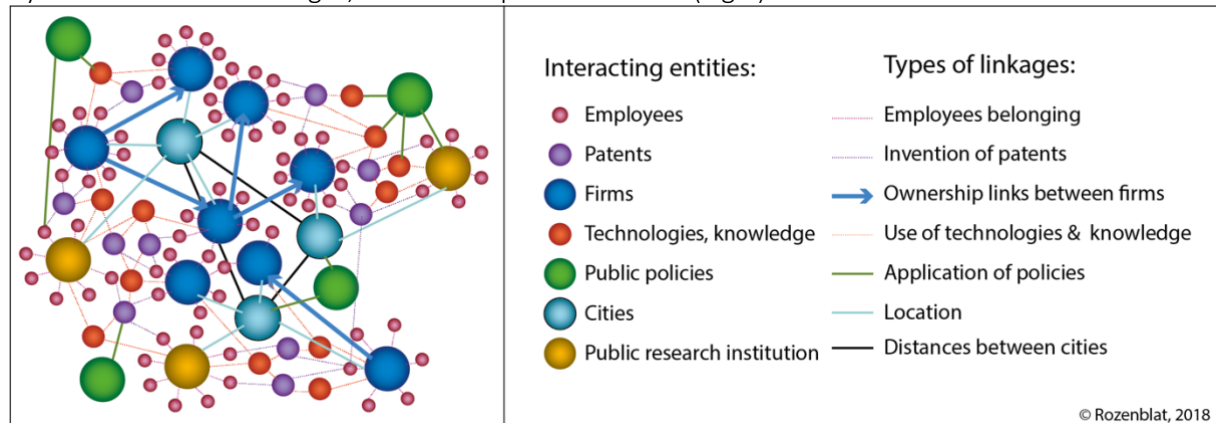 Interacting entities:
Types of linkages:
Employees
Employees belonging
Patents
Invention of patents
Firms
Ownership links between firms
Technologies, knowledge
Use of technologies & knowledge
Public policies
Application of policies
Cities
Location
Public research institution
Distances between cities
© Rozenblat, 2018